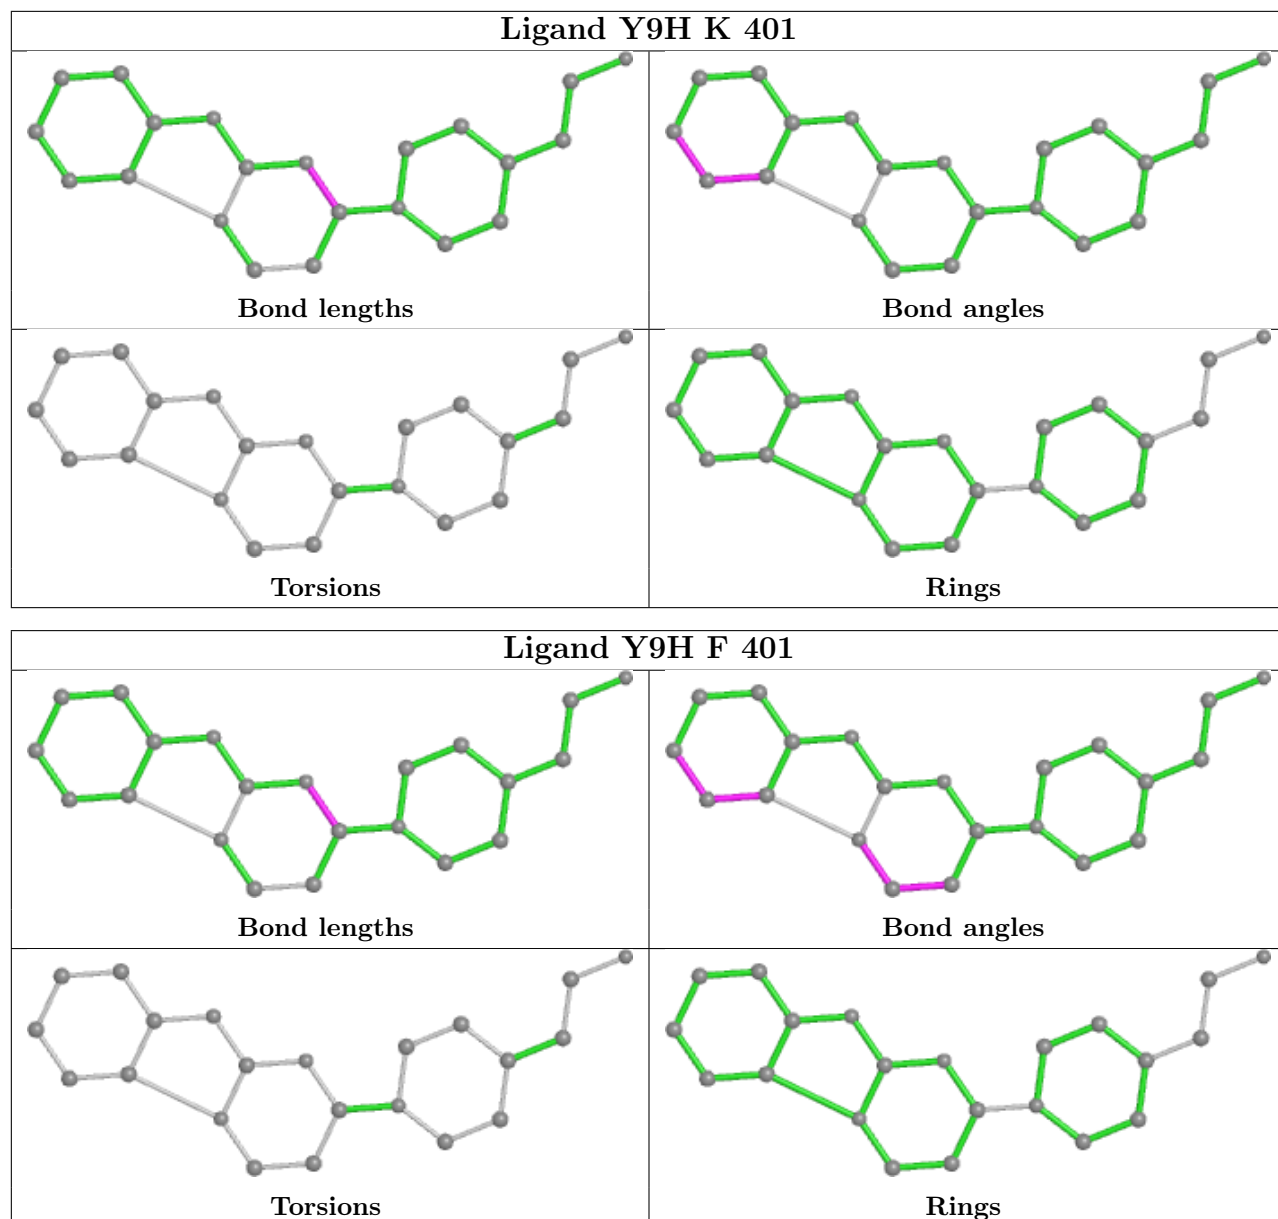 Ligand Y9H K 401
Bond lengths
Bond angles
Torsions
Rings
Ligand Y9H F 401
Bond lengths
Bond angles
Torsions
Rings